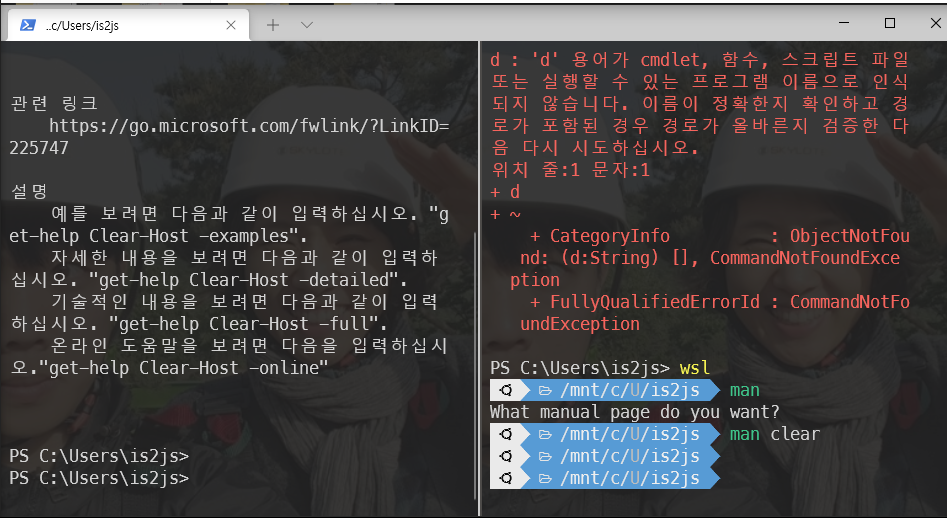 ..c/Users/is2js
관련 링크
https://go.microsoft.com/fwlink/?LinkID=
225747
설명
예를 보려면 다음과 같이 입력하십시오. "g
et-help Clear-Host -examples".
자세한 내용을 보려면 다음과 같이 입력하
십시오. "get-help Clear-Host -detailed".
기술적인 내용을 보려면 다음과 같이 입력
하십시오. "get-help Clear-Host -full".
온라인 도움말을 보려면 다음을 입력하십시
오."get-help Clear-Host -online"
PS C:\Users\is2js>
PS C:\Users\is2js>
d : 'd' 용어가 cmdlet, 함수, 스크립트 파일
또는 실행할 수 있는 프로그램 이름으로 인식
되지 않습니다. 이름이 정확한지 확인하고 경
로가 포함된 경우 경로가 올바른지 검증한 다
음 다시 시도하십시오.
위치 줄:1 문자:1
+ d
+ ~
+ CategoryInfo : ObjectNotFou
nd: (d:String) [], CommandNotFoundExce
ption
+ FullyQualifiedErrorId : CommandNotFo
undException
PS C:\Users\is2js> wsl
/mnt/c/U/is2js man
What manual page do you want?
/mnt/c/U/is2js man clear
/mnt/c/U/is2js
/mnt/c/U/is2js